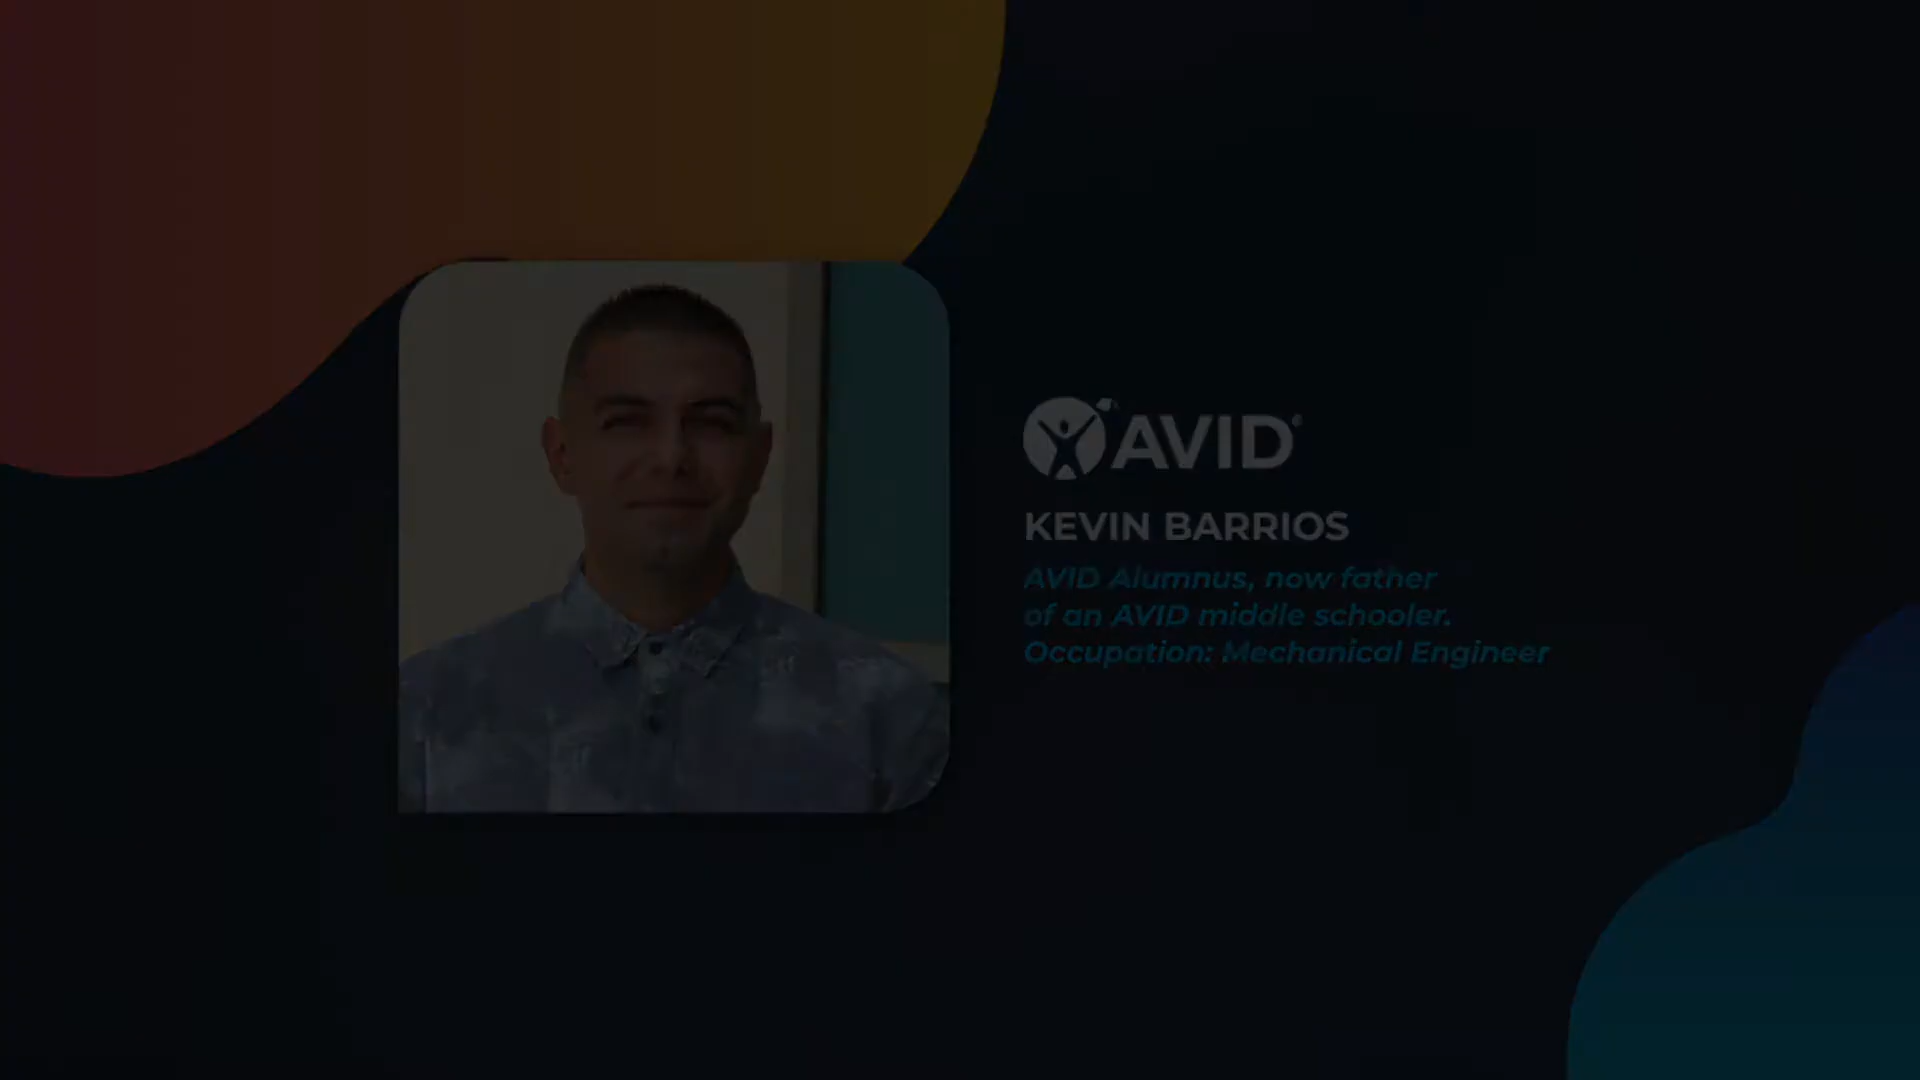 AVID
KEVIN BARRIOS
AVID Alumnus, now father
of an AVID middle schooler.
Occupation: Mechanical Engineer